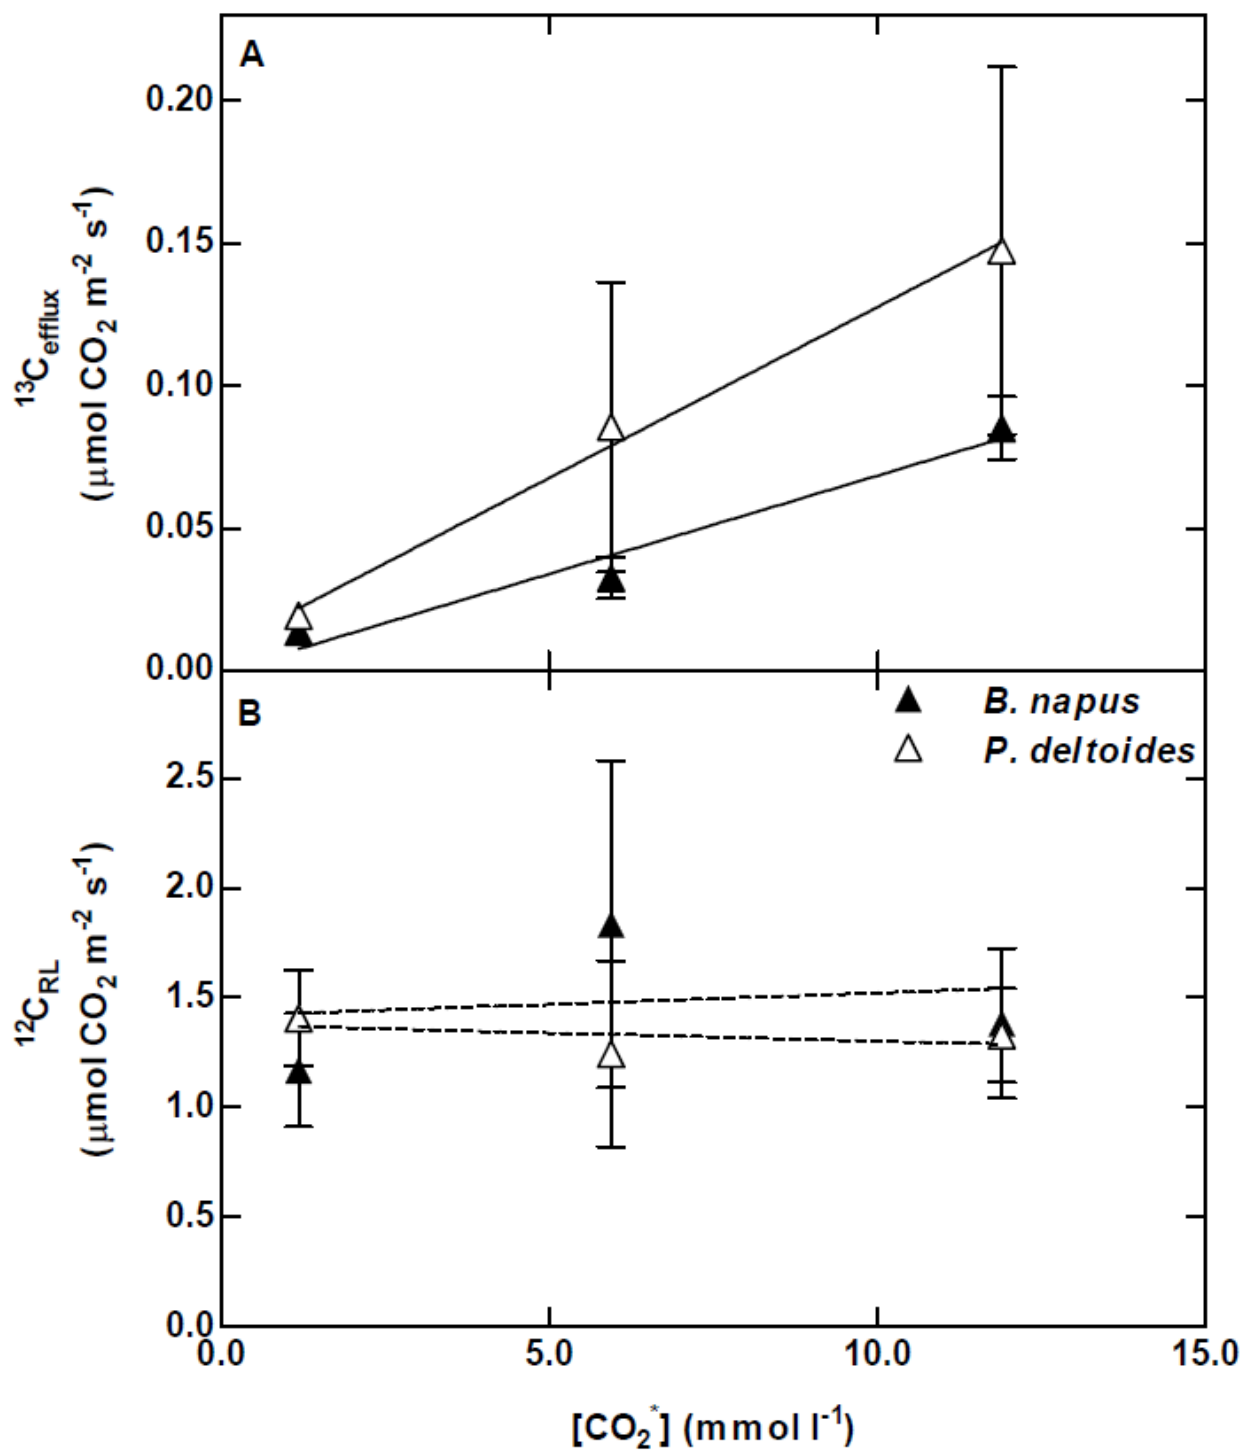 A
0.20
0.15
0.10
0.05
0.00
¹³C_efflux
(μmol CO₂ m⁻² s⁻¹)
B
B. napus
P. deltoides
2.5
2.0
1.5
1.0
0.5
0.0
¹²C_RL
(μmol CO₂ m⁻² s⁻¹)
0.0 5.0 10.0 15.0
[CO₂*] (mmol l⁻¹)